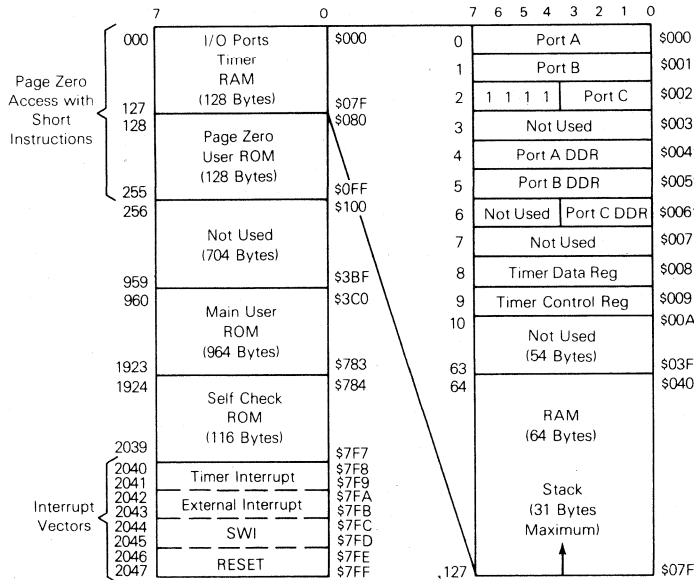 7 0
000 I/O Ports $000
Timer
RAM
127 (128 Bytes) $07F
128 $080
Page Zero
User ROM
(128 Bytes)
255 $0FF
256 $100
Not Used
(704 Bytes)
959 $3BF
960 $3C0
Main User
ROM
(964 Bytes)
1923 $783
1924 $784
Self Check
ROM
(116 Bytes)
2039 $7F7
2040 $7F8
Timer Interrupt
2041 $7F9
2042 $7FA
External Interrupt
2043 $7FB
2044 $7FC
SWI
2045 $7FD
2046 $7FE
RESET
2047 $7FF
Page Zero
Access with
Short
Instructions
Interrupt
Vectors
7 6 5 4 3 2 1 0
0 Port A $000
1 Port B $001
2 1 1 1 1 Port C $002
3 Not Used $003
4 Port A DDR $004
5 Port B DDR $005
6 Not Used Port C DDR $006
7 Not Used $007
8 Timer Data Reg $008
9 Timer Control Reg $009
10 $00A
Not Used
(54 Bytes)
63 $03F
64 $040
RAM
(64 Bytes)
Stack
(31 Bytes
Maximum)
127 $07F